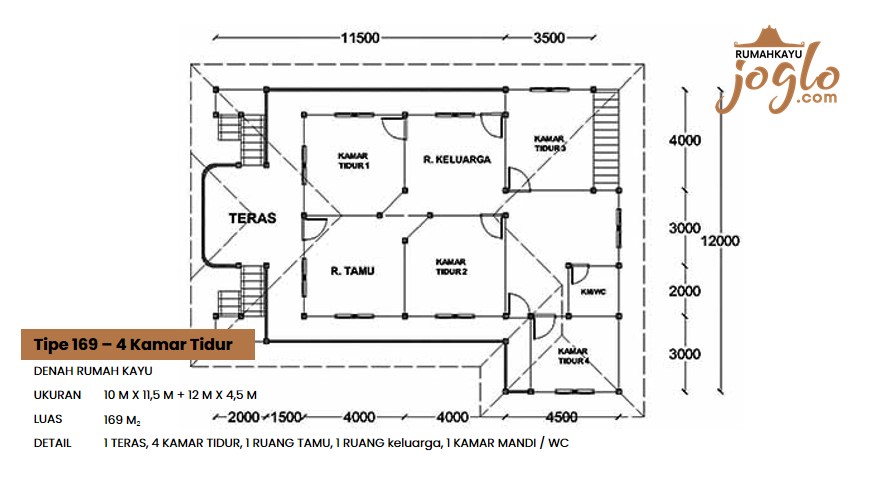 11500
3500
RUMAHKAYU
joglo
.com
4000
KAMAR
TIDUR 1
R. KELUARGA
KAMAR
TIDUR 3
TERAS
3000
12000
R. TAMU
KAMAR
TIDUR 2
KM/WC
2000
Tipe 169 – 4 Kamar Tidur
KAMAR
TIDUR 4
3000
DENAH RUMAH KAYU
UKURAN 10 M X 11,5 M + 12 M X 4,5 M
LUAS 169 M₂
2000 1500 4000 4000 4500
DETAIL 1 TERAS, 4 KAMAR TIDUR, 1 RUANG TAMU, 1 RUANG keluarga, 1 KAMAR MANDI / WC